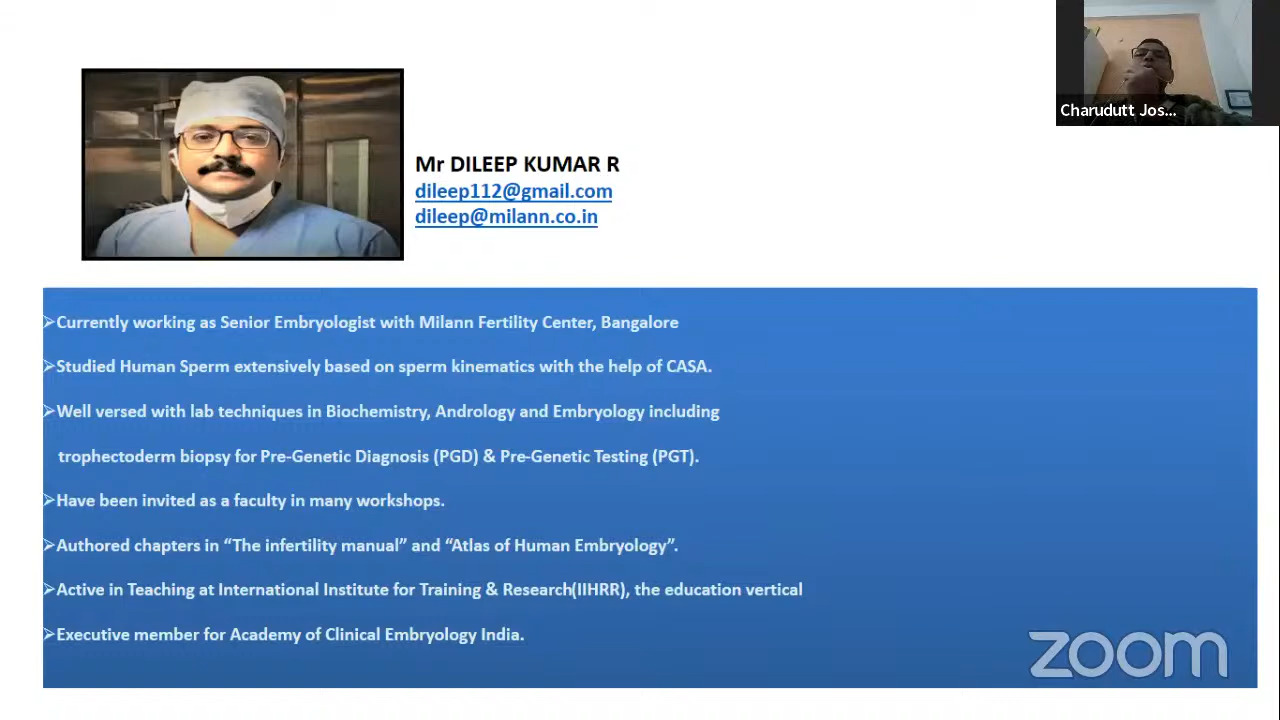 Charudutt Jos...
Mr DILEEP KUMAR R
dileep112@gmail.com
dileep@milann.co.in
➢Currently working as Senior Embryologist with Milann Fertility Center, Bangalore
➢Studied Human Sperm extensively based on sperm kinematics with the help of CASA.
➢Well versed with lab techniques in Biochemistry, Andrology and Embryology including
trophectoderm biopsy for Pre-Genetic Diagnosis (PGD) & Pre-Genetic Testing (PGT).
➢Have been invited as a faculty in many workshops.
➢Authored chapters in “The infertility manual” and “Atlas of Human Embryology”.
➢Active in Teaching at International Institute for Training & Research(IIHRR), the education vertical
➢Executive member for Academy of Clinical Embryology India.
zoom